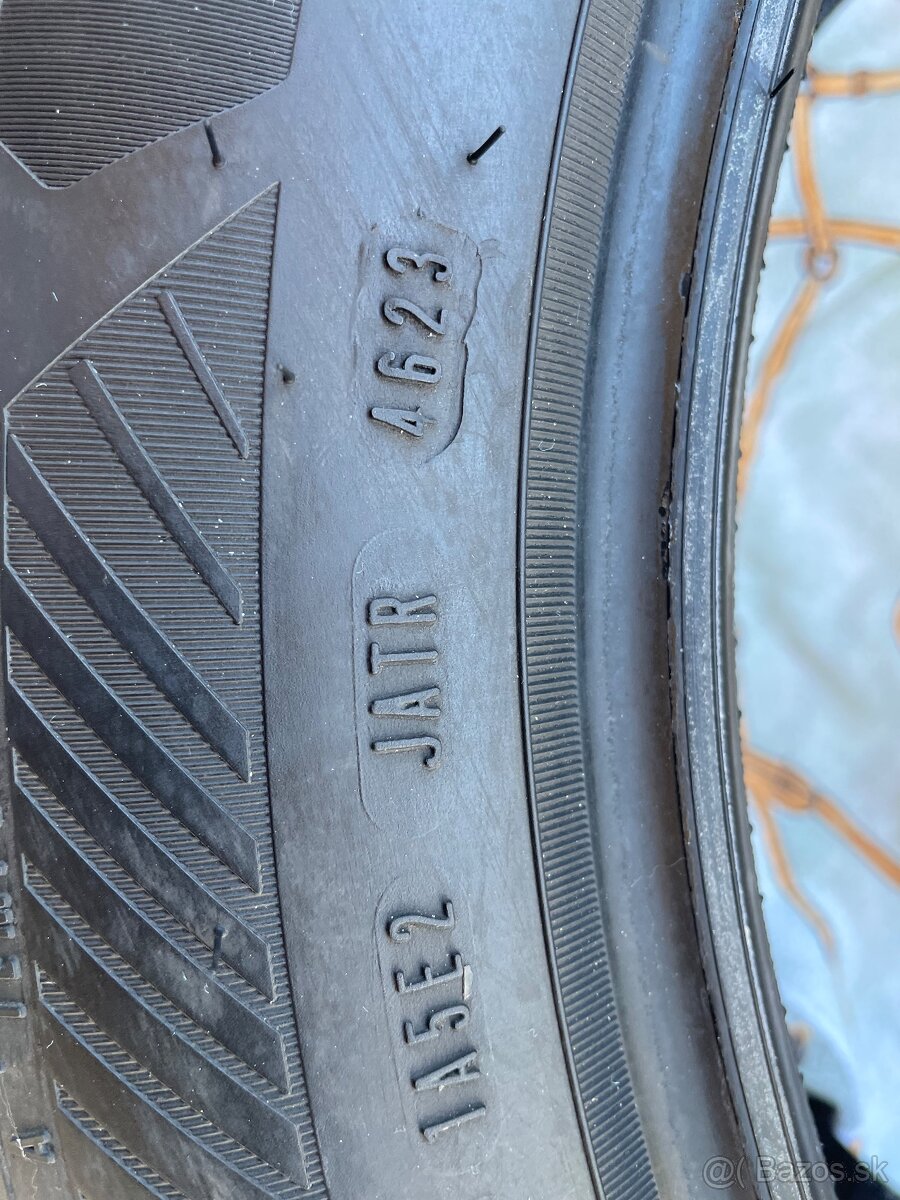 1A5E2 JATR 4623
@( Bazos.sk